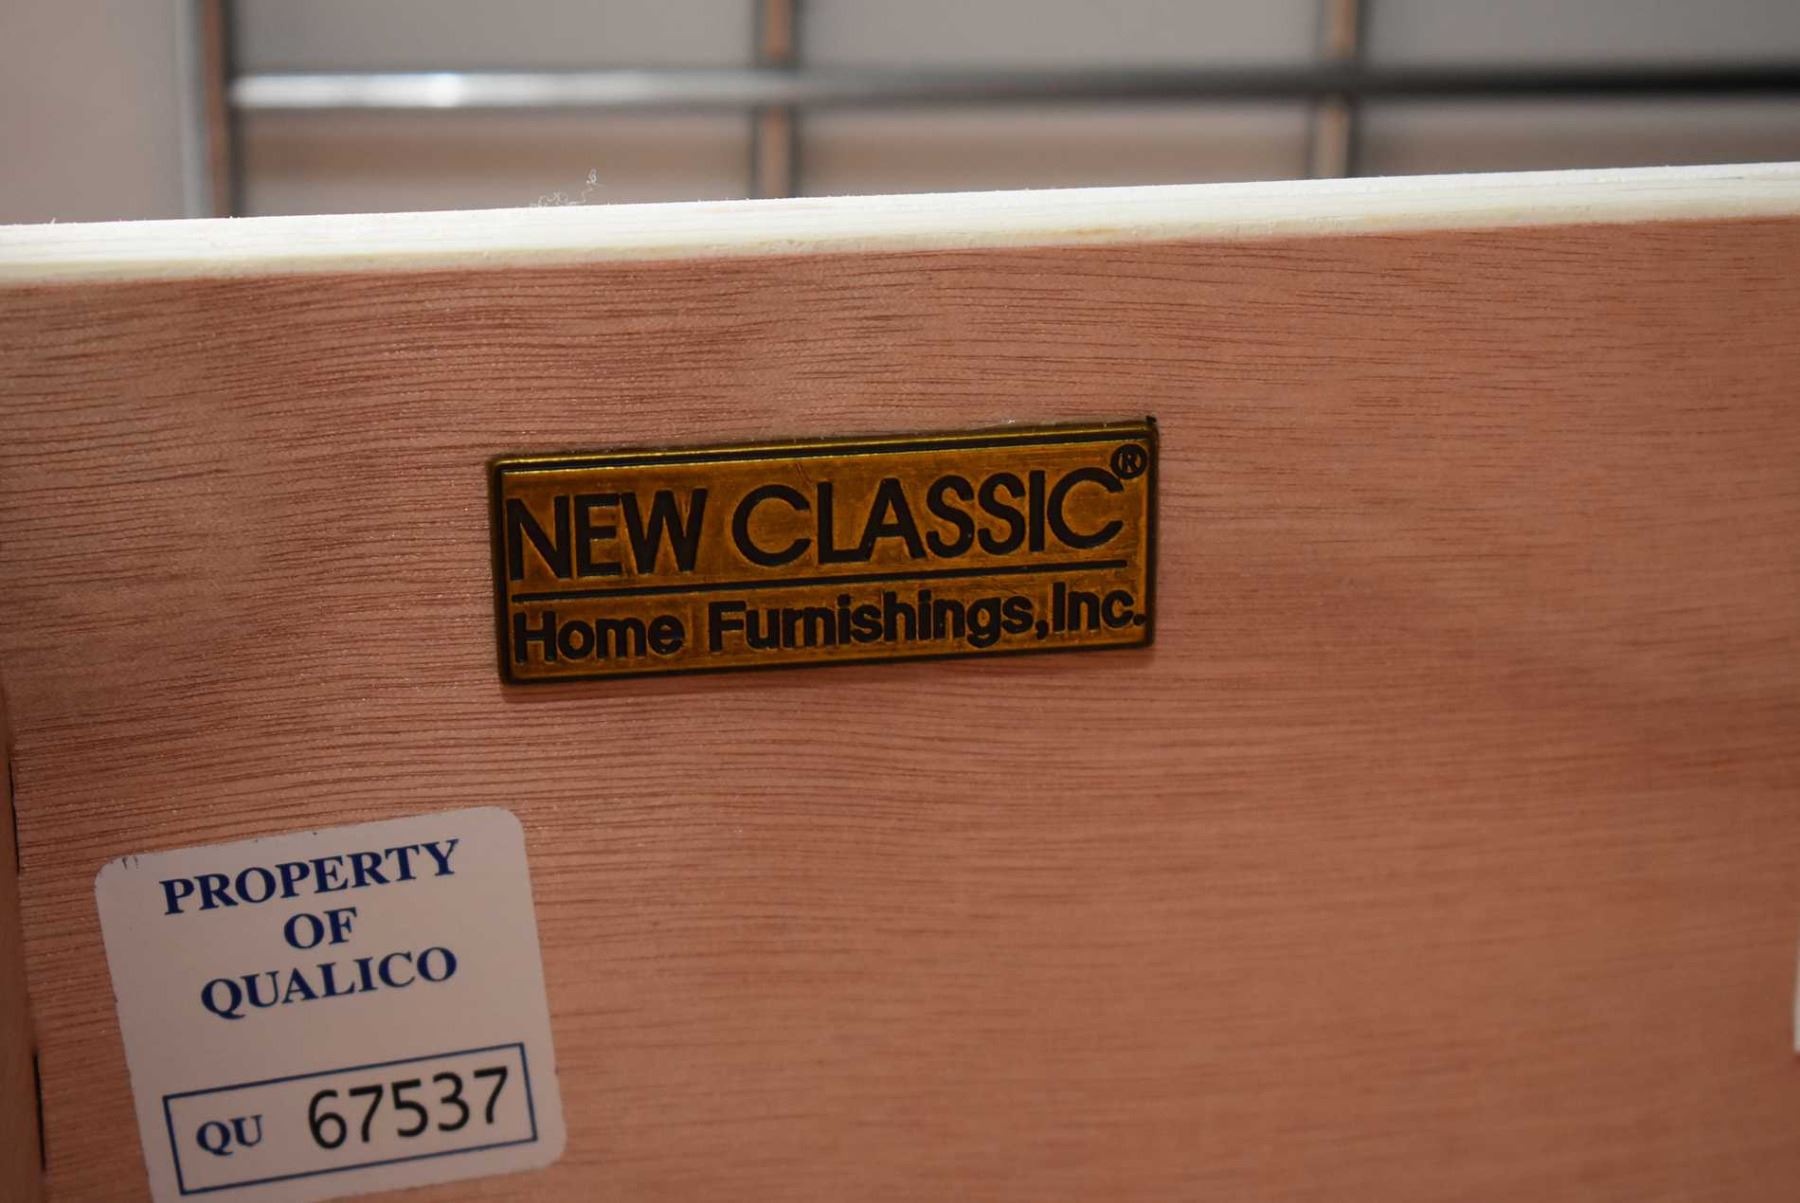 NEW CLASSIC®
Home Furnishings, Inc.
PROPERTY
OF
QUALICO
QU 67537